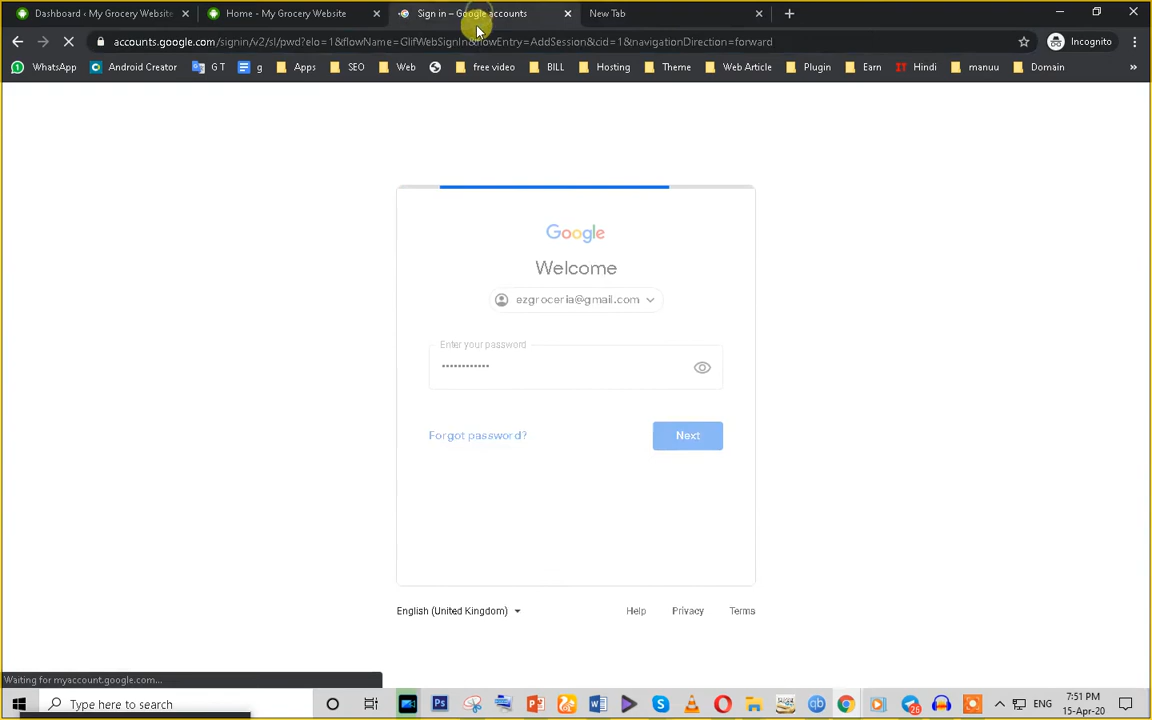 Dashboard ‹ My Grocery Website
Home - My Grocery Website
Sign in – Google accounts
New Tab
accounts.google.com/signin/v2/sl/pwd?elo=1&flowName=GlifWebSignIn&flowEntry=AddSession&cid=1&navigationDirection=forward
Incognito
WhatsApp
Android Creator
G T
g
Apps
SEO
Web
free video
BILL
Hosting
Theme
Web Article
Plugin
Earn
Hindi
manuu
Domain
»
Google
Welcome
ezgroceria@gmail.com
Enter your password
Forgot password?
Next
English (United Kingdom)
Help
Privacy
Terms
Waiting for myaccount.google.com...
Type here to search
26
ENG
7:51 PM
15-Apr-20